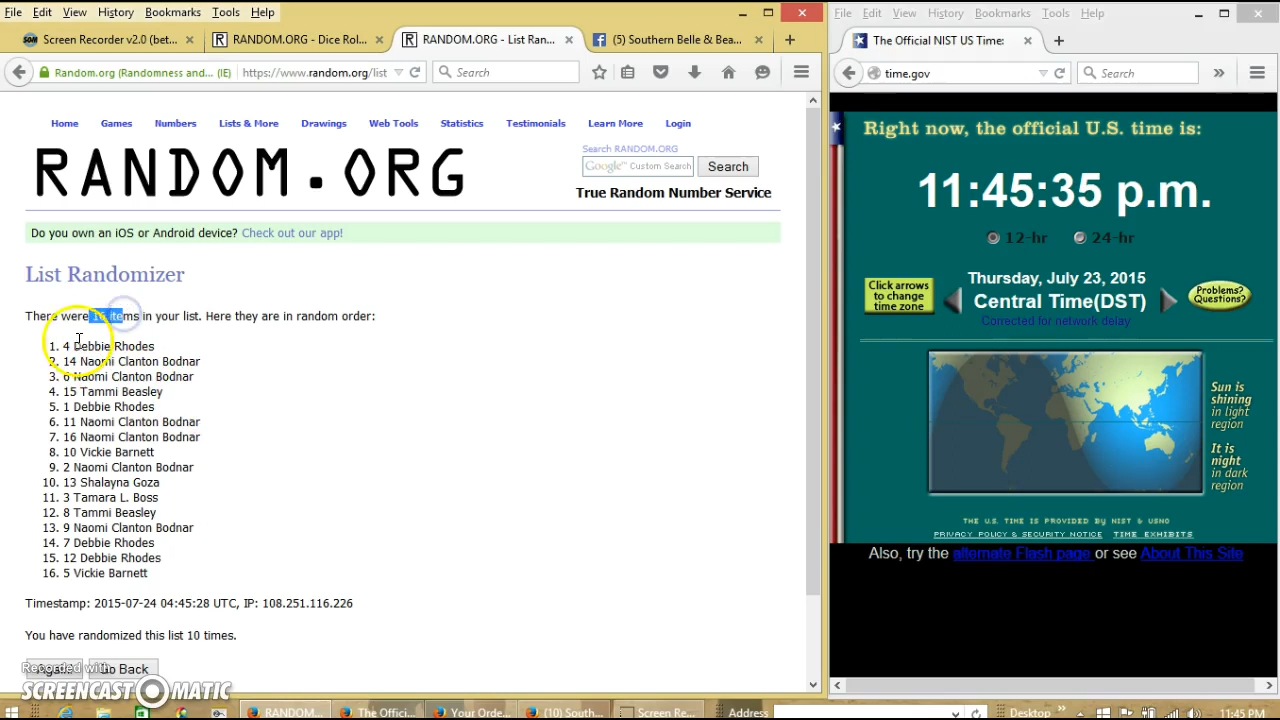 File Edit View History Bookmarks Tools Help
Screen Recorder v2.0 (bet...
RANDOM.ORG - Dice Rol...
RANDOM.ORG - List Ran...
(5) Southern Belle & Bea...
Random.org (Randomness and... (IE) https://www.random.org/list
Search
Home Games Numbers Lists & More Drawings Web Tools Statistics Testimonials Learn More Login
RANDOM.ORG
Search RANDOM.ORG
Google™ Custom Search Search
True Random Number Service
Do you own an iOS or Android device? Check out our app!
List Randomizer
There were 16 items in your list. Here they are in random order:
1. 4 Debbie Rhodes
2. 14 Naomi Clanton Bodnar
3. 6 Naomi Clanton Bodnar
4. 15 Tammi Beasley
5. 1 Debbie Rhodes
6. 11 Naomi Clanton Bodnar
7. 16 Naomi Clanton Bodnar
8. 10 Vickie Barnett
9. 2 Naomi Clanton Bodnar
10. 13 Shalayna Goza
11. 3 Tamara L. Boss
12. 8 Tammi Beasley
13. 9 Naomi Clanton Bodnar
14. 7 Debbie Rhodes
15. 12 Debbie Rhodes
16. 5 Vickie Barnett
Timestamp: 2015-07-24 04:45:28 UTC, IP: 108.251.116.226
You have randomized this list 10 times.
Go Back
Recorded with
SCREENCAST-O-MATIC
File Edit View History Bookmarks Tools Help
The Official NIST US Time:
time.gov
Search
Right now, the official U.S. time is:
11:45:35 p.m.
12-hr 24-hr
Click arrows
to change
time zone
Thursday, July 23, 2015
Central Time(DST)
Corrected for network delay
Problems?
Questions?
Sun is
shining
in light
region
It is
night
in dark
region
THE U.S. TIME IS PROVIDED BY NIST & USNO
PRIVACY POLICY & SECURITY NOTICE TIME EXHIBITS
Also, try the alternate Flash page or see About This Site
RANDOM... The Offici... Your Orde... (10) South... Screen Re... Address Desktop 11:45 PM